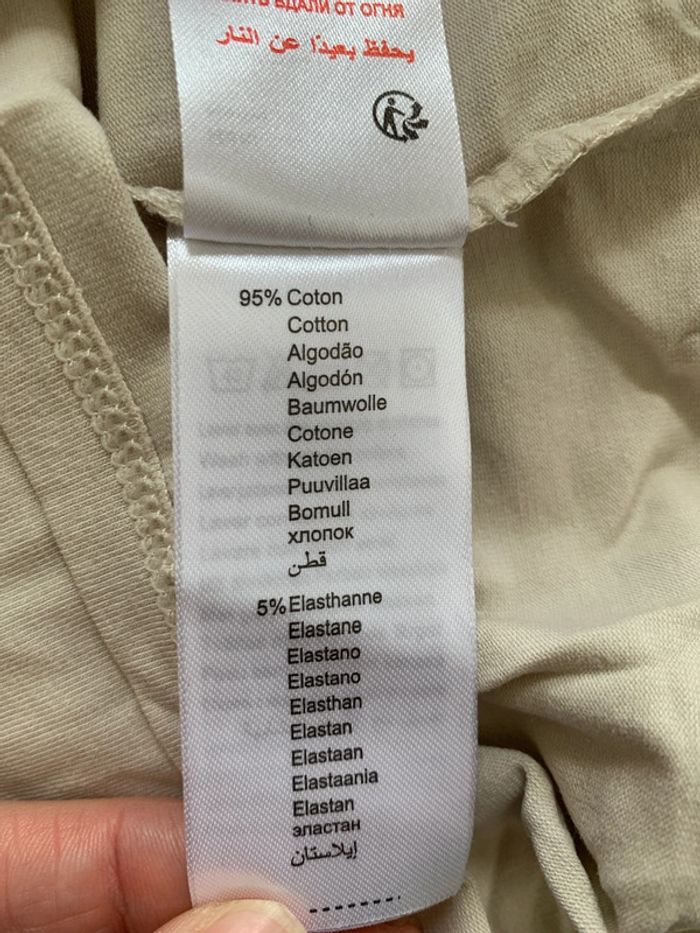 ВДАЛИ ОТ ОГНЯ
يحفظ بعيدًا عن النار
95% Coton
Cotton
Algodão
Algodón
Baumwolle
Cotone
Katoen
Puuvillaa
Bomull
хлопок
قطن
5% Elasthanne
Elastane
Elastano
Elastano
Elasthan
Elastan
Elastaan
Elastaania
Elastan
эластан
إيلاستان